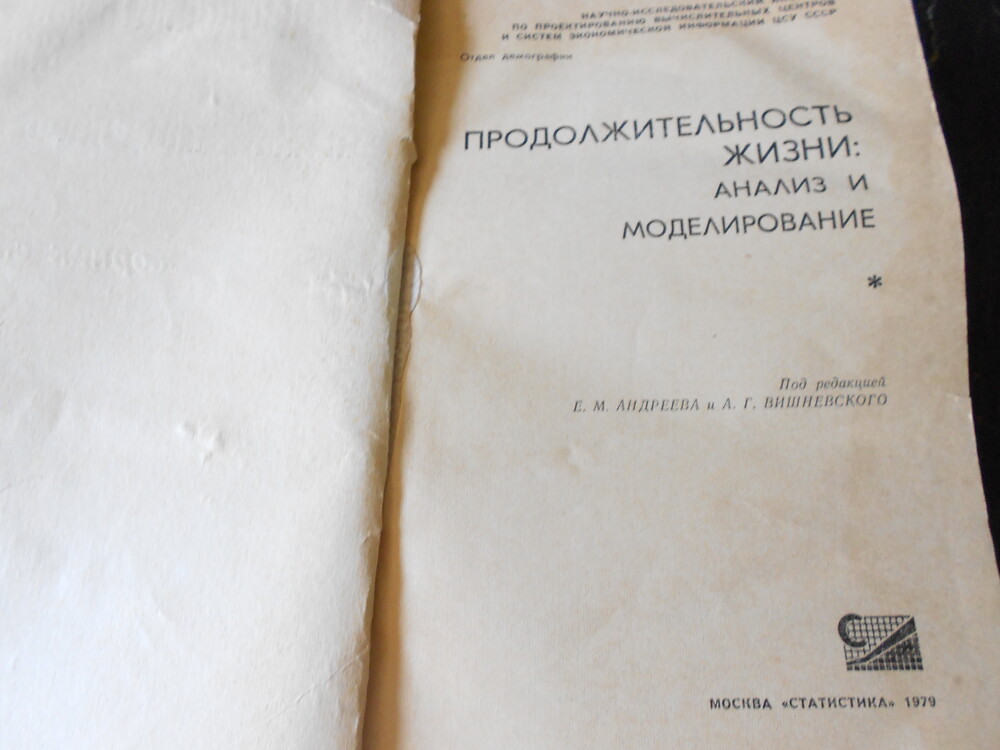 НАУЧНО-ИССЛЕДОВАТЕЛЬСКИЙ
ПО ПРОЕКТИРОВАНИЮ ВЫЧИСЛИТЕЛЬНЫХ ЦЕНТРОВ
И СИСТЕМ ЭКОНОМИЧЕСКОЙ ИНФОРМАЦИИ ЦСУ СССР
Отдел демографии
ПРОДОЛЖИТЕЛЬНОСТЬ
ЖИЗНИ:
АНАЛИЗ И
МОДЕЛИРОВАНИЕ
*
Под редакцией
Е. М. АНДРЕЕВА и А. Г. ВИШНЕВСКОГО
С
МОСКВА «СТАТИСТИКА» 1979